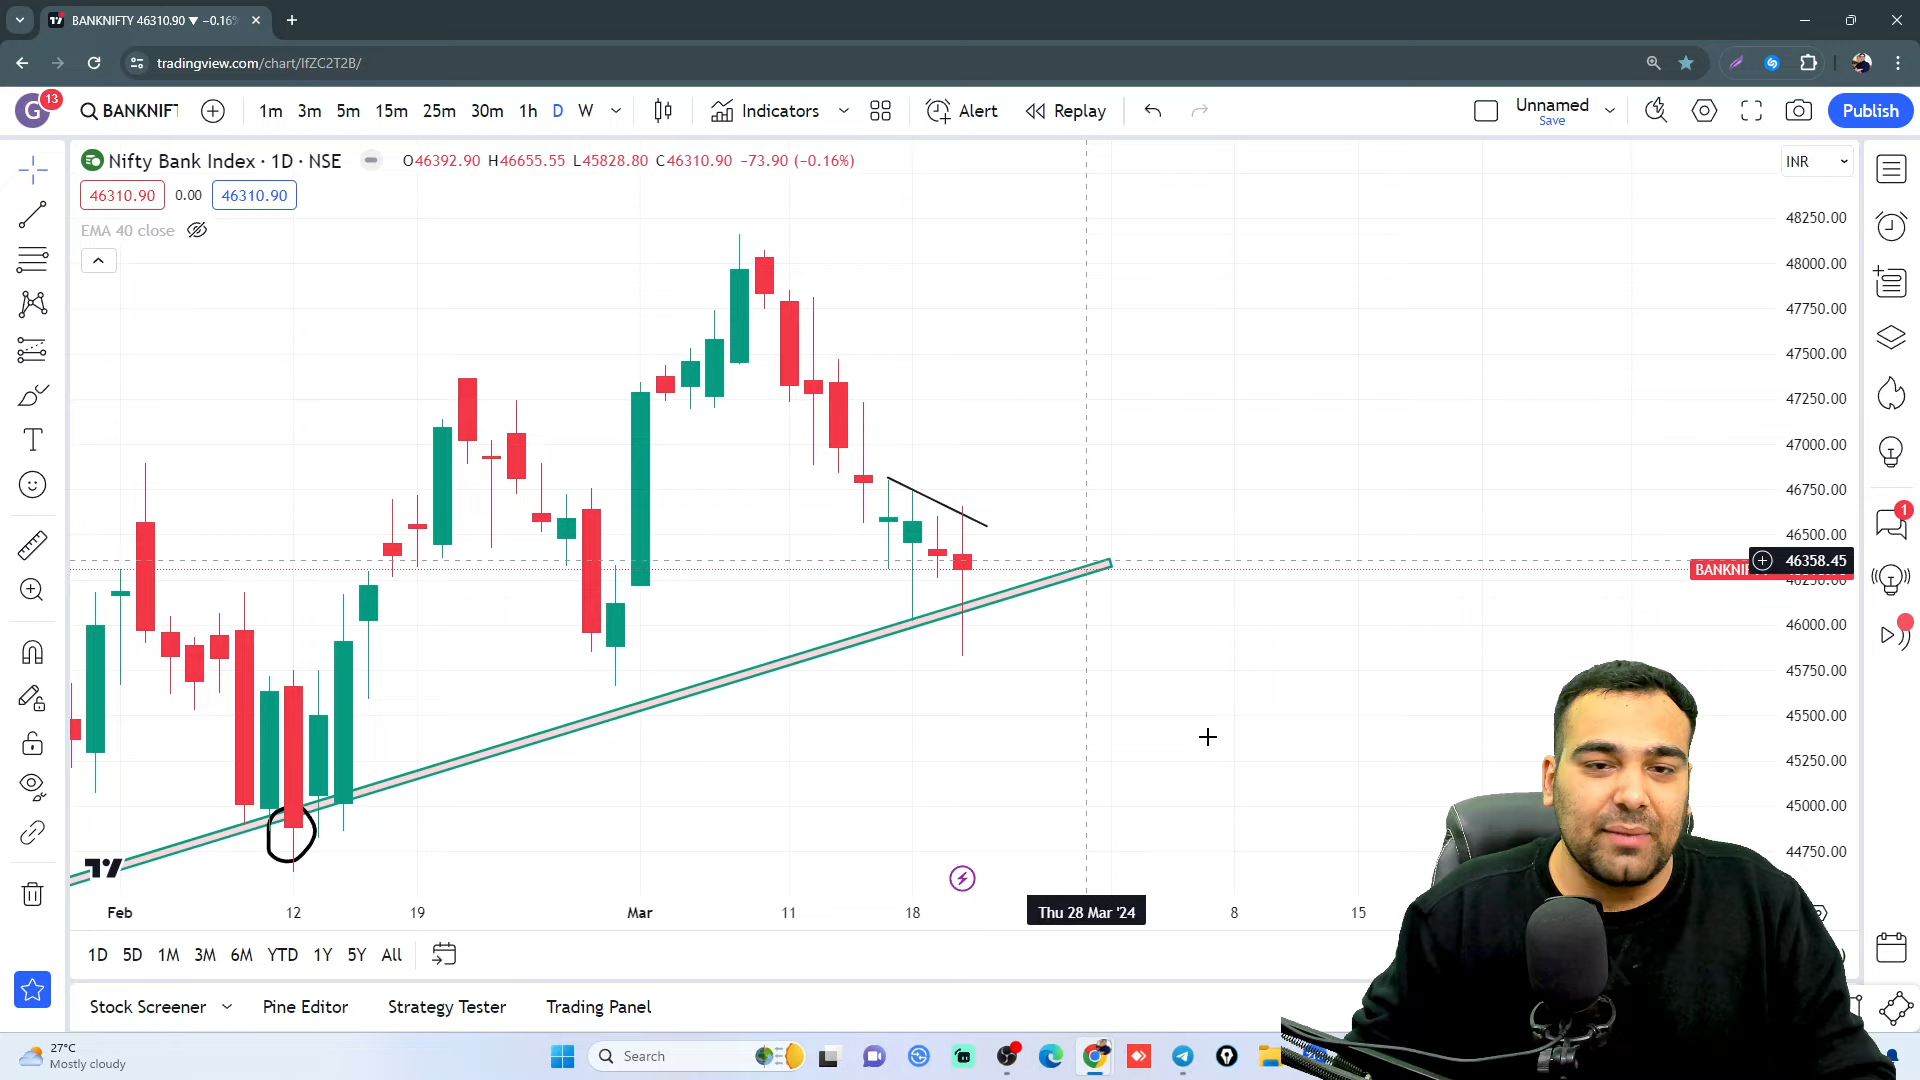 BANKNIFTY 46310.90 ▼ −0.16%
tradingview.com/chart/lfZC2T2B/
G 13 BANKNIFT 1m 3m 5m 15m 25m 30m 1h D W Indicators Alert Replay Unnamed Save Publish
Nifty Bank Index · 1D · NSE O46392.90 H46655.55 L45828.80 C46310.90 −73.90 (−0.16%)
INR
46310.90 0.00 46310.90
EMA 40 close
48250.00
48000.00
47750.00
47500.00
47250.00
47000.00
46750.00
46500.00
BANKNIF 46358.45
46250.00
46000.00
45750.00
45500.00
45250.00
45000.00
44750.00
1
Feb 12 19 Mar 11 18 Thu 28 Mar '24 8 15
1D 5D 1M 3M 6M YTD 1Y 5Y All
Stock Screener Pine Editor Strategy Tester Trading Panel
27°C
Mostly cloudy
Search